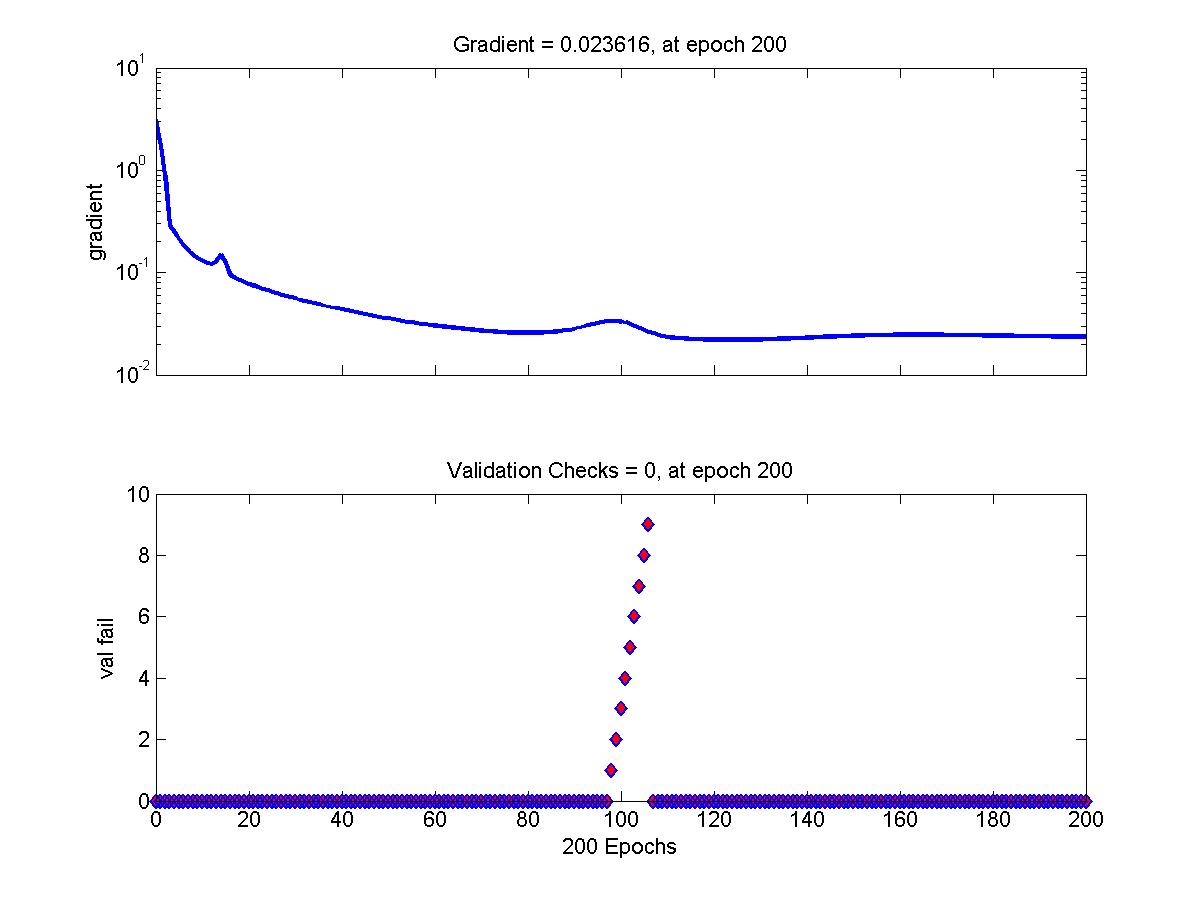 Gradient = 0.023616, at epoch 200
10^1
10^0
10^-1
10^-2
gradient
Validation Checks = 0, at epoch 200
10
8
6
4
2
0
val fail
0 20 40 60 80 100 120 140 160 180 200
200 Epochs